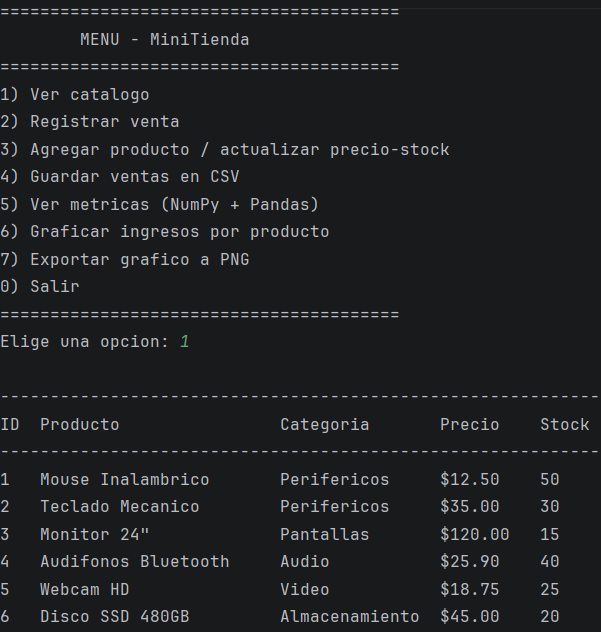 ========================================
        MENU - MiniTienda
========================================
1) Ver catalogo
2) Registrar venta
3) Agregar producto / actualizar precio-stock
4) Guardar ventas en CSV
5) Ver metricas (NumPy + Pandas)
6) Graficar ingresos por producto
7) Exportar grafico a PNG
0) Salir
========================================
Elige una opcion: 1

------------------------------------------------------------
ID  Producto                Categoria       Precio    Stock
------------------------------------------------------------
1   Mouse Inalambrico       Perifericos     $12.50    50
2   Teclado Mecanico        Perifericos     $35.00    30
3   Monitor 24"             Pantallas       $120.00   15
4   Audifonos Bluetooth     Audio           $25.90    40
5   Webcam HD               Video           $18.75    25
6   Disco SSD 480GB         Almacenamiento  $45.00    20